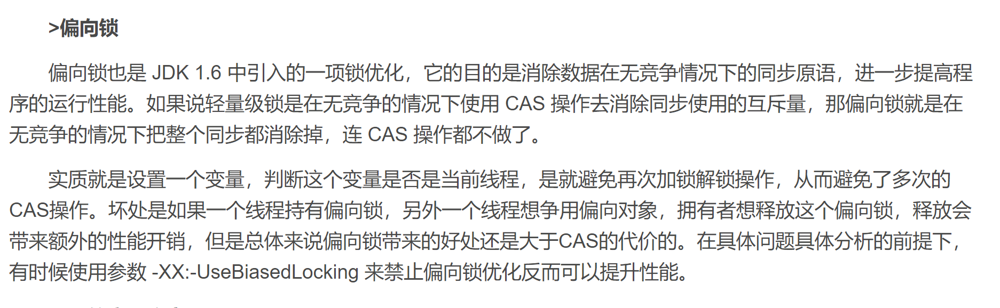 >偏向锁
偏向锁也是 JDK 1.6 中引入的一项锁优化，它的目的是消除数据在无竞争情况下的同步原语，进一步提高程
序的运行性能。如果说轻量级锁是在无竞争的情况下使用 CAS 操作去消除同步使用的互斥量，那偏向锁就是在
无竞争的情况下把整个同步都消除掉，连 CAS 操作都不做了。
实质就是设置一个变量，判断这个变量是否是当前线程，是就避免再次加锁解锁操作，从而避免了多次的
CAS操作。坏处是如果一个线程持有偏向锁，另外一个线程想争用偏向对象，拥有者想释放这个偏向锁，释放会
带来额外的性能开销，但是总体来说偏向锁带来的好处还是大于CAS的代价的。在具体问题具体分析的前提下，
有时候使用参数 -XX:-UseBiasedLocking 来禁止偏向锁优化反而可以提升性能。